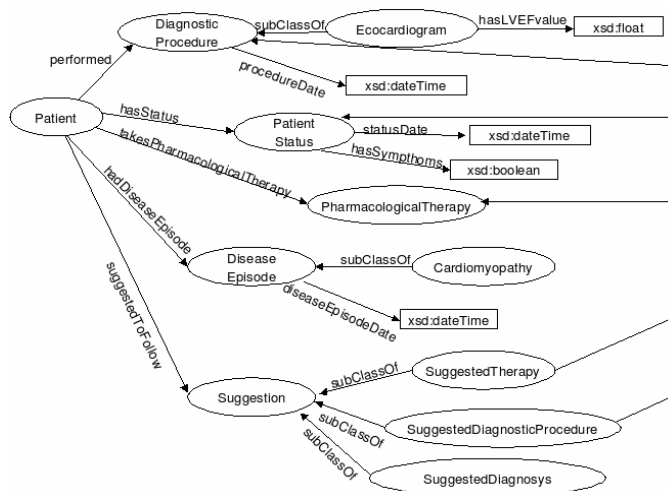 Diagnostic
Procedure
subClassOf
Ecocardiogram
hasLVEFvalue
xsd:float
performed
procedureDate
xsd:dateTime
Patient
hasStatus
Patient
Status
statusDate
xsd:dateTime
hasSympthoms
xsd:boolean
takesPharmacologicalTherapy
PharmacologicalTherapy
hadDiseaseEpisode
Disease
Episode
subClassOf
Cardiomyopathy
diseaseEpisodeDate
xsd:dateTime
suggestedToFollow
Suggestion
subClassOf
SuggestedTherapy
subClassOf
SuggestedDiagnosticProcedure
subClassOf
SuggestedDiagnosys